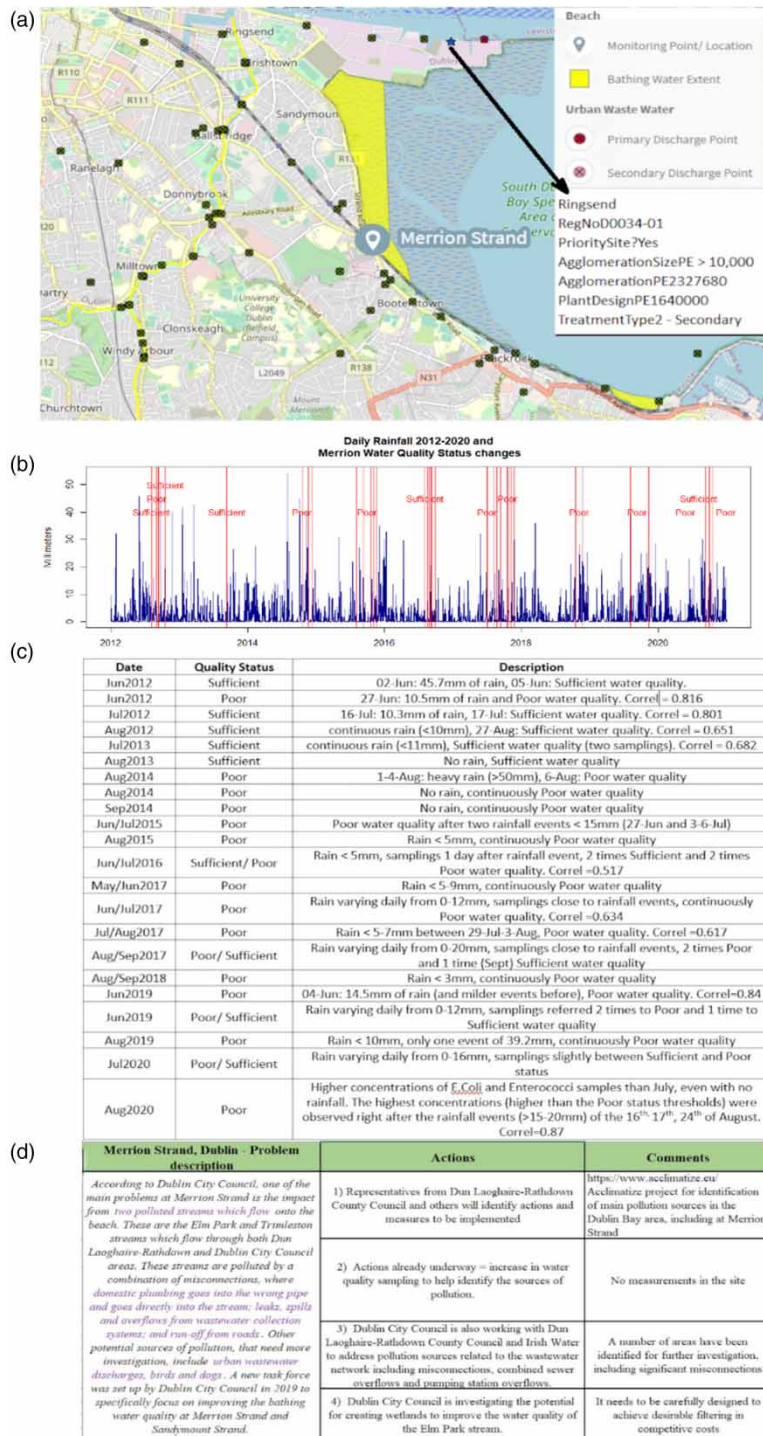 (a)
Ringsend
R110
Irishtown
R111
Sandymount
Ballsbridge
R131
Ranelagh
Donnybrook
Ailesbury Road
Merrion Strand
Milltown
University
College
Dublin
(Belfield
Campus)
Booterstown
Clonskeagh
Windy Arbour
L2049
R138
N31
Blackrock
Churchtown
Mount Merrion
South D
Bay Spe
Area o
Beach
Monitoring Point/ Location
Bathing Water Extent
Urban Waste Water
Primary Discharge Point
Secondary Discharge Point
Ringsend
RegNoD0034-01
PrioritySite?Yes
AgglomerationSizePE > 10,000
AgglomerationPE2327680
PlantDesignPE1640000
TreatmentType2 - Secondary
(b)
Daily Rainfall 2012-2020 and
Merrion Water Quality Status changes
Millimeters
50
40
30
20
10
0
Sufficient
Poor
Sufficient
Sufficient
Poor
Poor
Sufficient
Poor
Poor
Poor
Poor
Poor
Sufficient
Poor
2012
2014
2016
2018
2020
(c)
Date Quality Status Description
Jun2012 Sufficient 02-Jun: 45.7mm of rain, 05-Jun: Sufficient water quality.
Jun2012 Poor 27-Jun: 10.5mm of rain and Poor water quality. Correl = 0.816
Jul2012 Sufficient 16-Jul: 10.3mm of rain, 17-Jul: Sufficient water quality. Correl = 0.801
Aug2012 Sufficient continuous rain (<10mm), 27-Aug: Sufficient water quality. Correl = 0.651
Jul2013 Sufficient continuous rain (<11mm), Sufficient water quality (two samplings). Correl = 0.682
Aug2013 Sufficient No rain, Sufficient water quality
Aug2014 Poor 1-4-Aug: heavy rain (>50mm), 6-Aug: Poor water quality
Aug2014 Poor No rain, continuously Poor water quality
Sep2014 Poor No rain, continuously Poor water quality
Jun/Jul2015 Poor Poor water quality after two rainfall events < 15mm (27-Jun and 3-6-Jul)
Aug2015 Poor Rain < 5mm, continuously Poor water quality
Jun/Jul2016 Sufficient/ Poor Rain < 5mm, samplings 1 day after rainfall event, 2 times Sufficient and 2 times
Poor water quality. Correl =0.517
May/Jun2017 Poor Rain < 5-9mm, continuously Poor water quality
Jun/Jul2017 Poor Rain varying daily from 0-12mm, samplings close to rainfall events, continuously
Poor water quality. Correl =0.634
Jul/Aug2017 Poor Rain < 5-7mm between 29-Jul-3-Aug, Poor water quality. Correl =0.617
Aug/Sep2017 Poor/ Sufficient Rain varying daily from 0-20mm, samplings close to rainfall events, 2 times Poor
and 1 time (Sept) Sufficient water quality
Aug/Sep2018 Poor Rain < 3mm, continuously Poor water quality
Jun2019 Poor 04-Jun: 14.5mm of rain (and milder events before), Poor water quality. Correl=0.84
Jun2019 Poor/ Sufficient Rain varying daily from 0-12mm, samplings referred 2 times to Poor and 1 time to
Sufficient water quality
Aug2019 Poor Rain < 10mm, only one event of 39.2mm, continuously Poor water quality
Jul2020 Poor/ Sufficient Rain varying daily from 0-16mm, samplings slightly between Sufficient and Poor
status
Aug2020 Poor Higher concentrations of E.Coli and Enterococci samples than July, even with no
rainfall. The highest concentrations (higher than the Poor status thresholds) were
observed right after the rainfall events (>15-20mm) of the 16th, 17th, 24th of August.
Correl=0.87
(d)
Merrion Strand, Dublin - Problem
description
According to Dublin City Council, one of the
main problems at Merrion Strand is the impact
from two polluted streams which flow onto the
beach. These are the Elm Park and Trimleston
streams which flow through both Dun
Laoghaire-Rathdown and Dublin City Council
areas. These streams are polluted by a
combination of misconnections, where
domestic plumbing goes into the wrong pipe
and goes directly into the stream; leaks, spills
and overflows from wastewater collection
systems; and run-off from roads. Other
potential sources of pollution, that need more
investigation, include urban wastewater
discharges, birds and dogs. A new task force
was set up by Dublin City Council in 2019 to
specifically focus on improving the bathing
water quality at Merrion Strand and
Sandymount Strand.
Actions
1) Representatives from Dun Laoghaire-Rathdown
County Council and others will identify actions and
measures to be implemented
2) Actions already underway = increase in water
quality sampling to help identify the sources of
pollution.
3) Dublin City Council is also working with Dun
Laoghaire-Rathdown County Council and Irish Water
to address pollution sources related to the wastewater
network including misconnections, combined sewer
overflows and pumping station overflows.
4) Dublin City Council is investigating the potential
for creating wetlands to improve the water quality of
the Elm Park stream.
Comments
https://www.acclimatize.eu/
Acclimatize project for identification
of main pollution sources in the
Dublin Bay area, including at Merrion
Strand
No measurements in the site
A number of areas have been
identified for further investigation,
including significant misconnections
It needs to be carefully designed to
achieve desirable filtering in
competitive costs